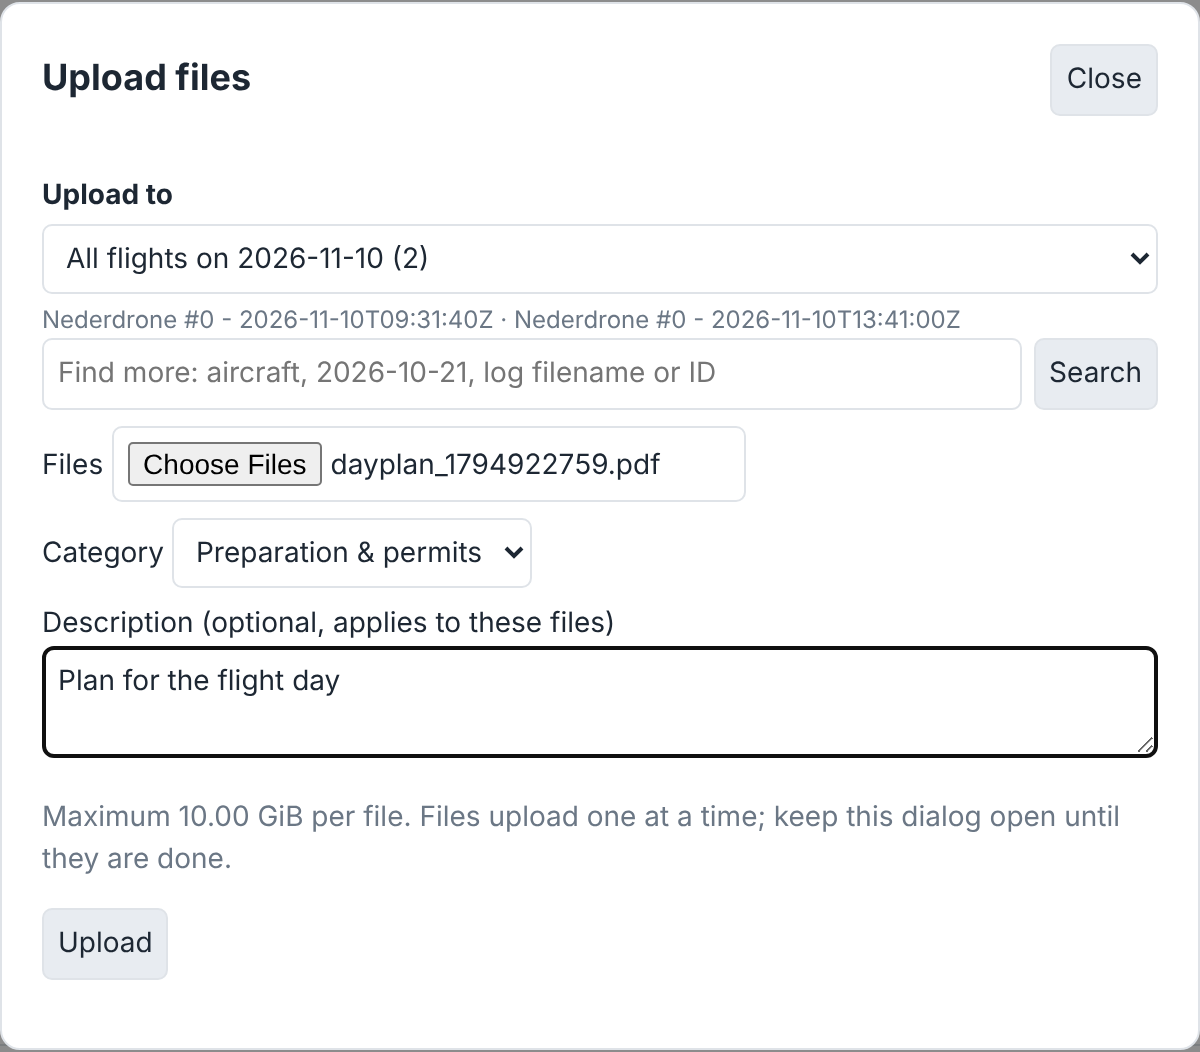 Upload files
Close
Upload to
All flights on 2026-11-10 (2)
Nederdrone #0 - 2026-11-10T09:31:40Z · Nederdrone #0 - 2026-11-10T13:41:00Z
Find more: aircraft, 2026-10-21, log filename or ID
Search
Files Choose Files dayplan_1794922759.pdf
Category Preparation & permits
Description (optional, applies to these files)
Plan for the flight day
Maximum 10.00 GiB per file. Files upload one at a time; keep this dialog open until
they are done.
Upload